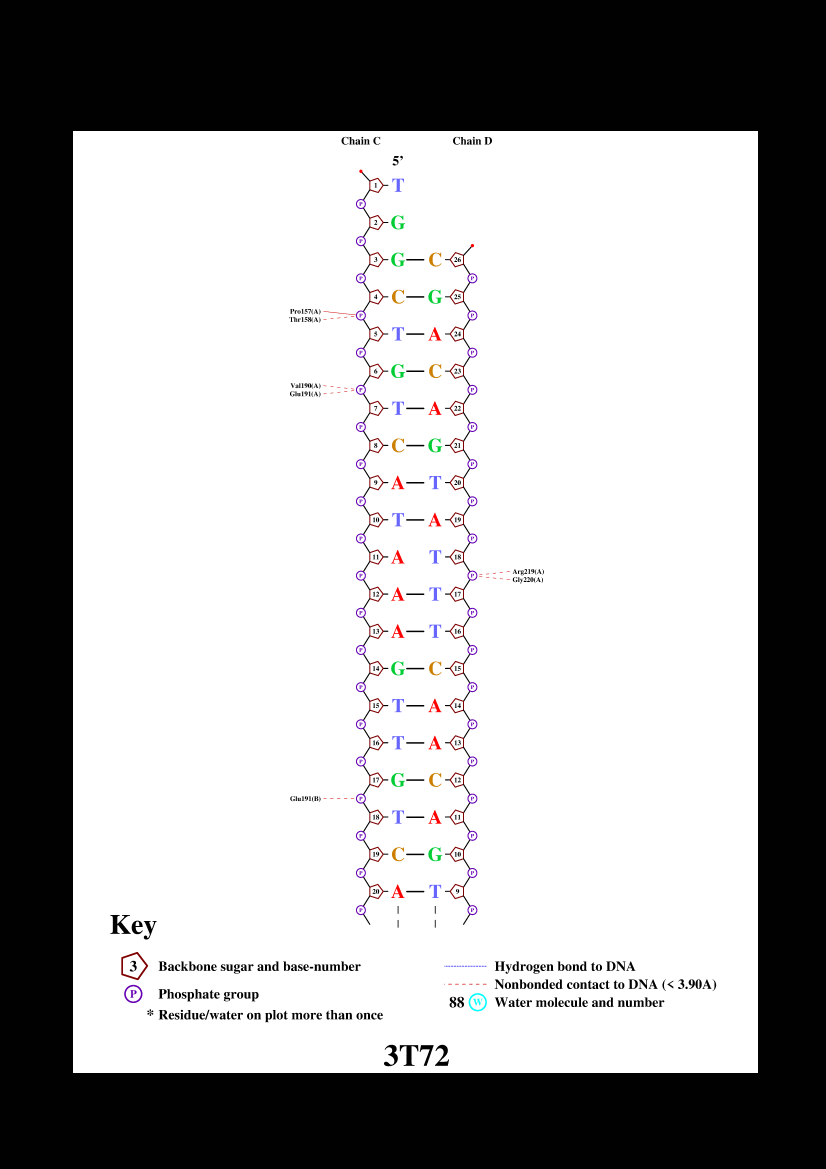 Chain C Chain D
5’
1 T
P
2 G
P
3 G C 26
P P
4 C G 25
Pro157(A) P P
Thr158(A)
5 T A 24
P P
6 G C 23
Val190(A) P P
Glu191(A)
7 T A 22
P P
8 C G 21
P P
9 A T 20
P P
10 T A 19
P P
11 A T 18
P P Arg219(A)
Gly220(A)
12 A T 17
P P
13 A T 16
P P
14 G C 15
P P
15 T A 14
P P
16 T A 13
P P
17 G C 12
Glu191(B) P P
18 T A 11
P P
19 C G 10
P P
20 A T 9
P P
Key
3 Backbone sugar and base-number
P Phosphate group
* Residue/water on plot more than once
Hydrogen bond to DNA
Nonbonded contact to DNA (< 3.90A)
88 W Water molecule and number
3T72